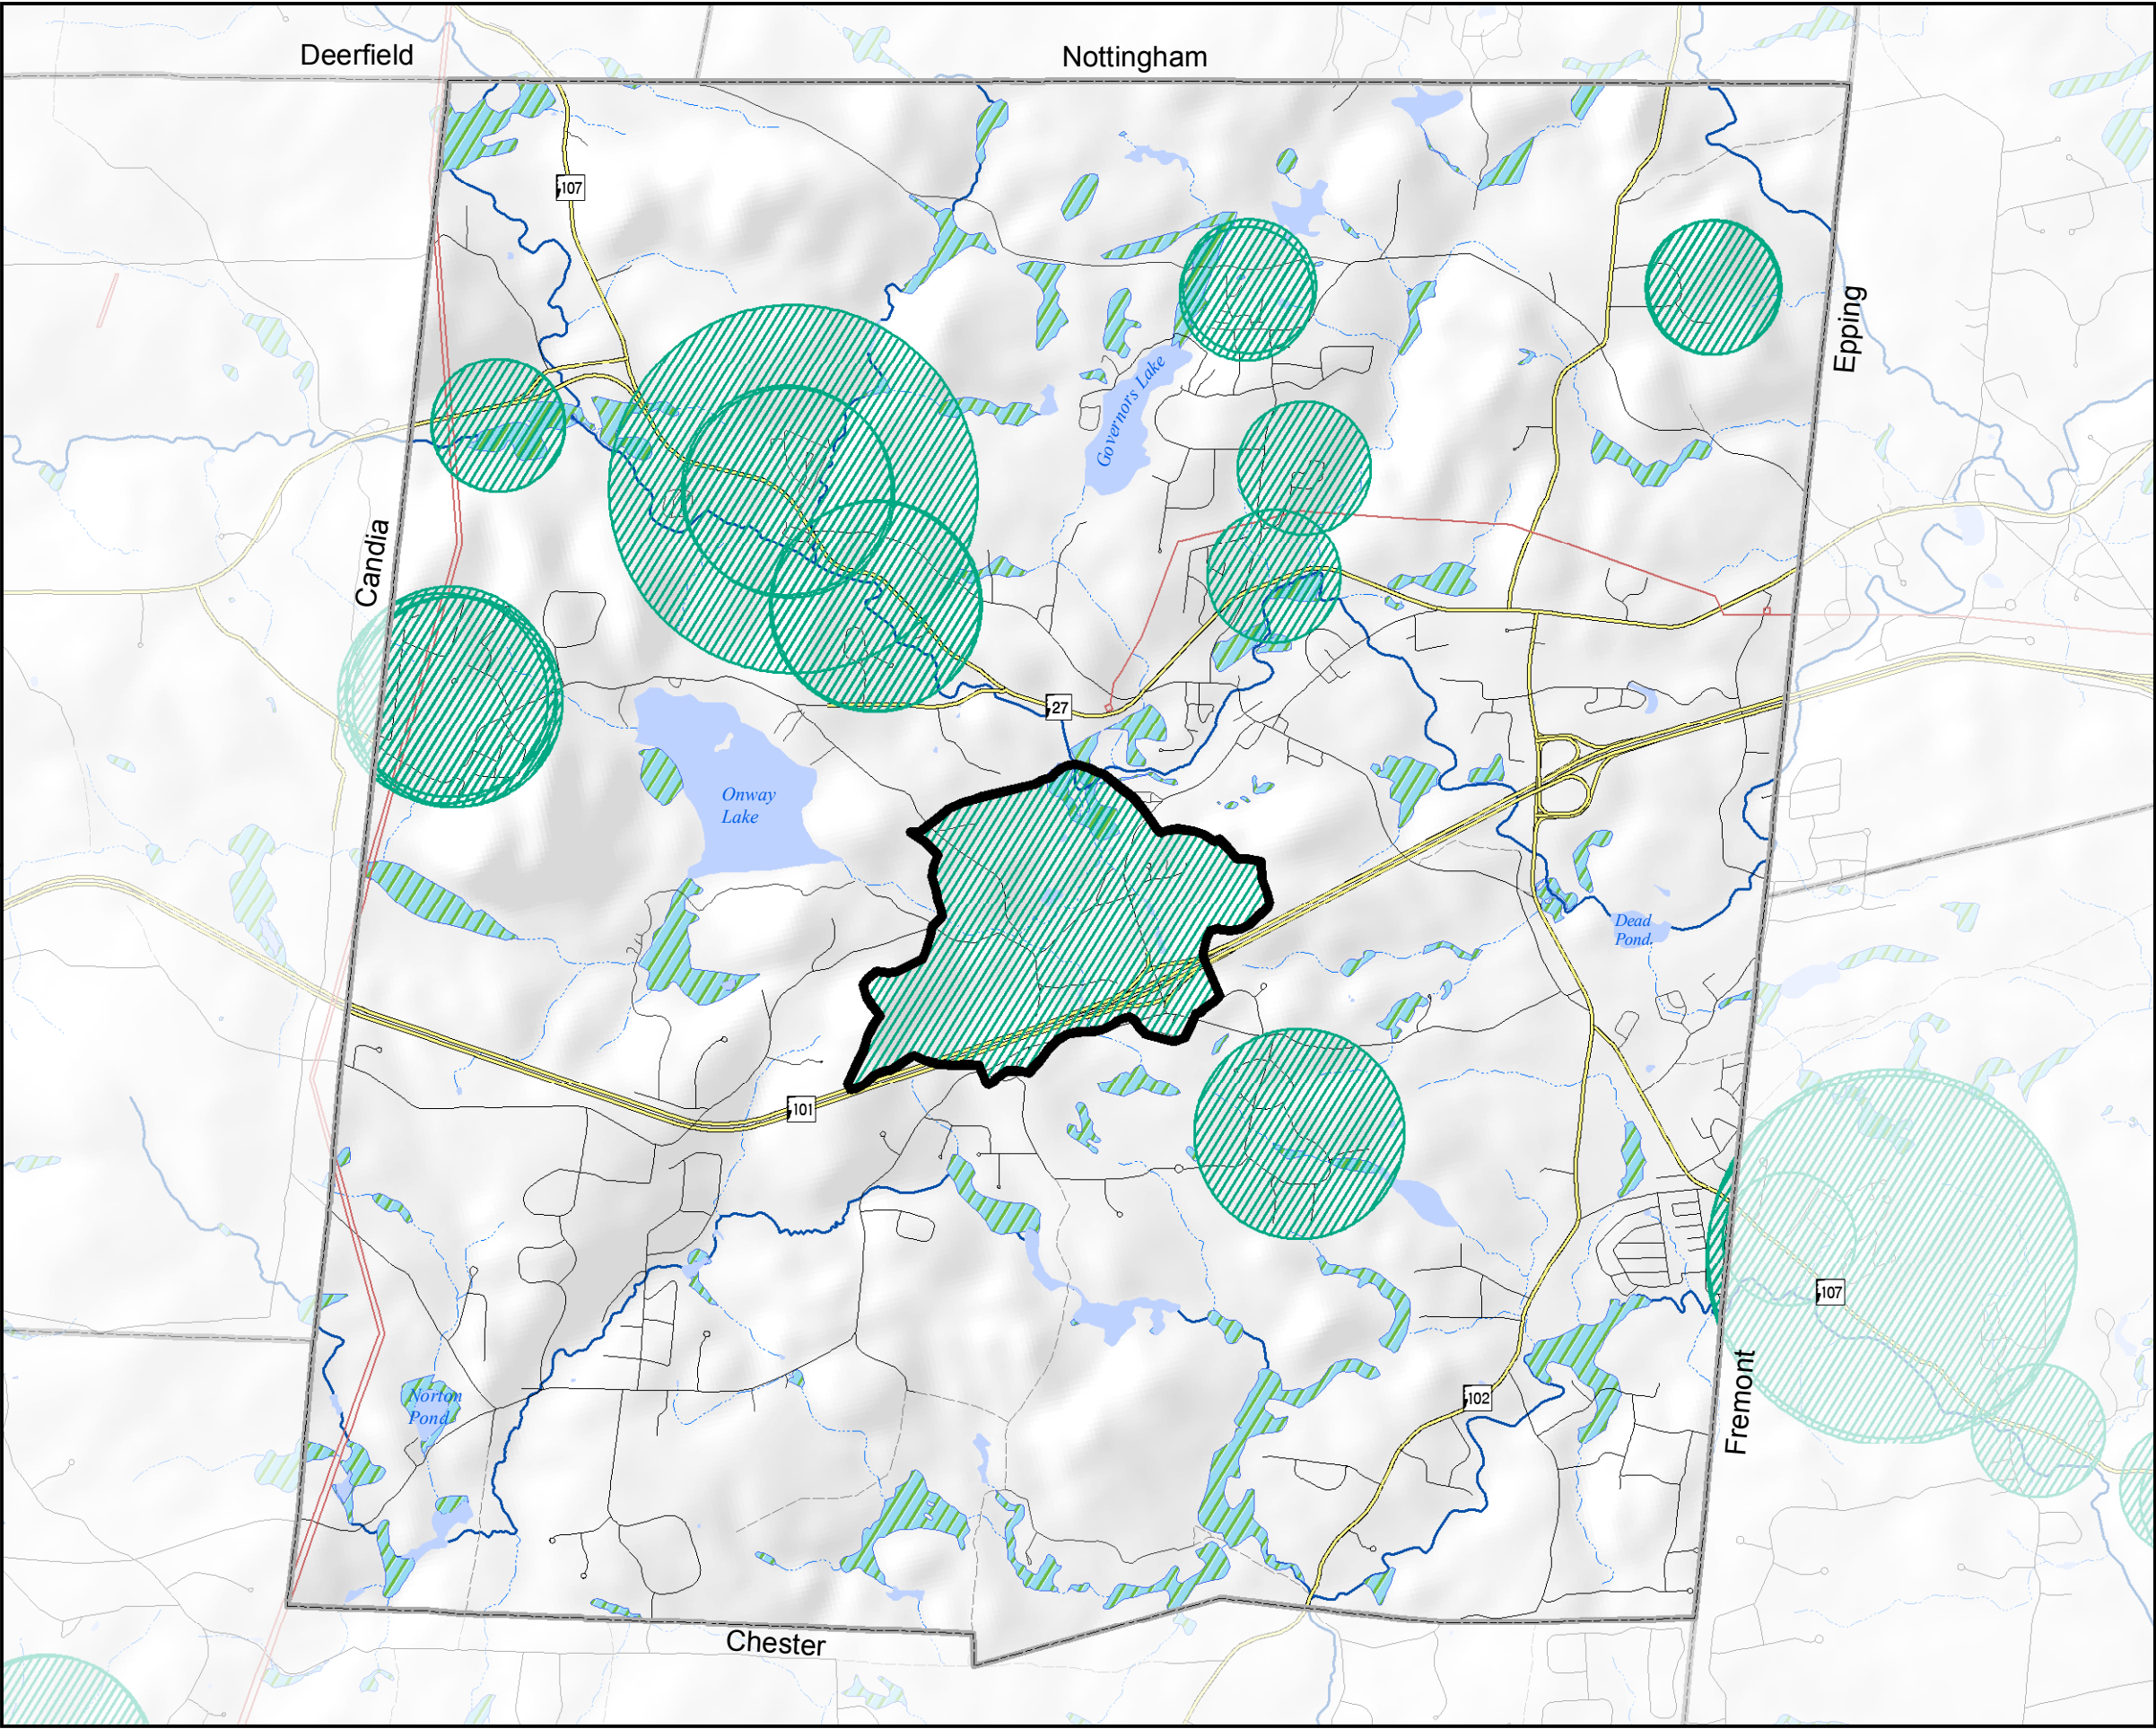 Deerfield
Nottingham
107
Epping
Governors Lake
Candia
27
Onway
Lake
Dead
Pond
101
107
Fremont
102
Norton
Pond
Chester